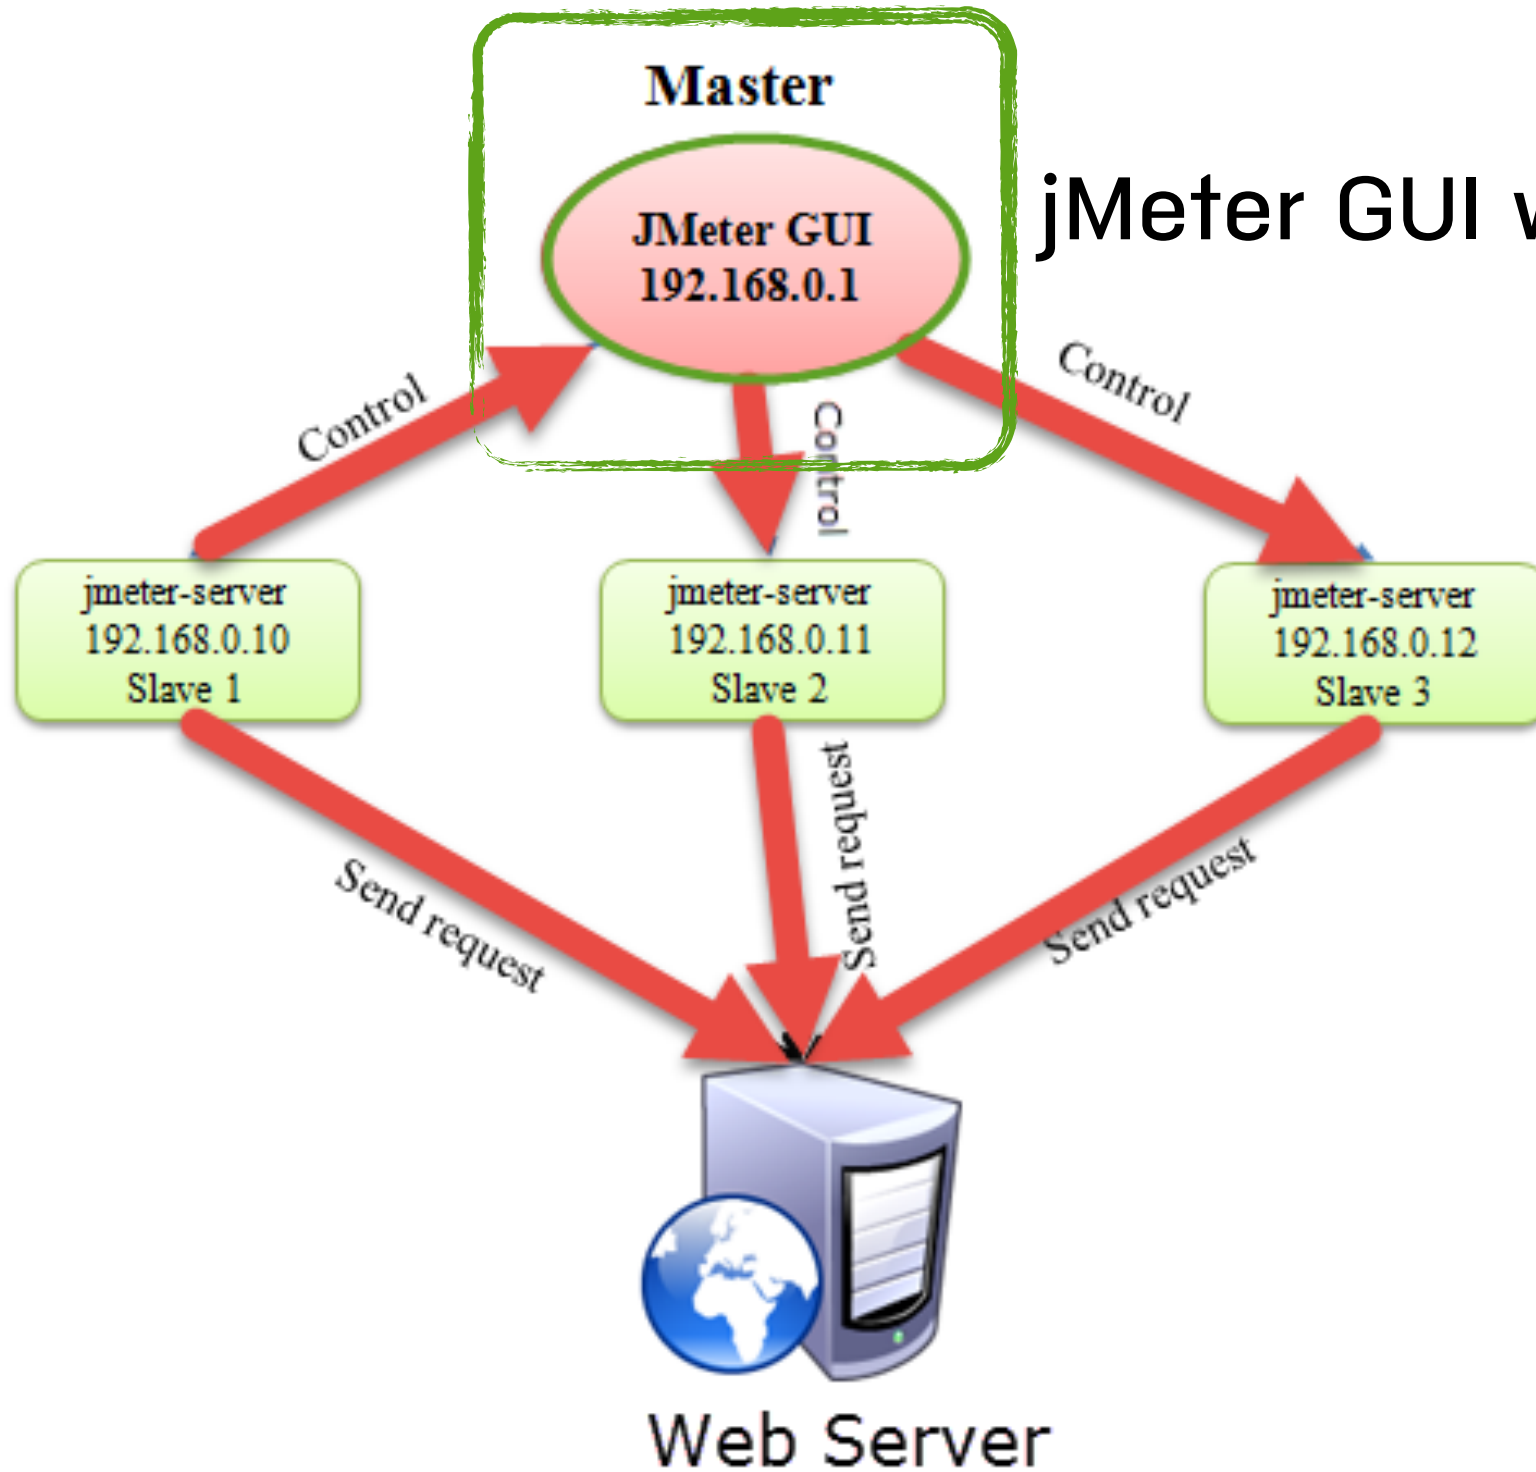 Master
JMeter GUI
192.168.0.1
jMeter GUI
Control
Control
Control
jmeter-server
192.168.0.10
Slave 1
jmeter-server
192.168.0.11
Slave 2
jmeter-server
192.168.0.12
Slave 3
Send request
Send request
Send request
Web Server